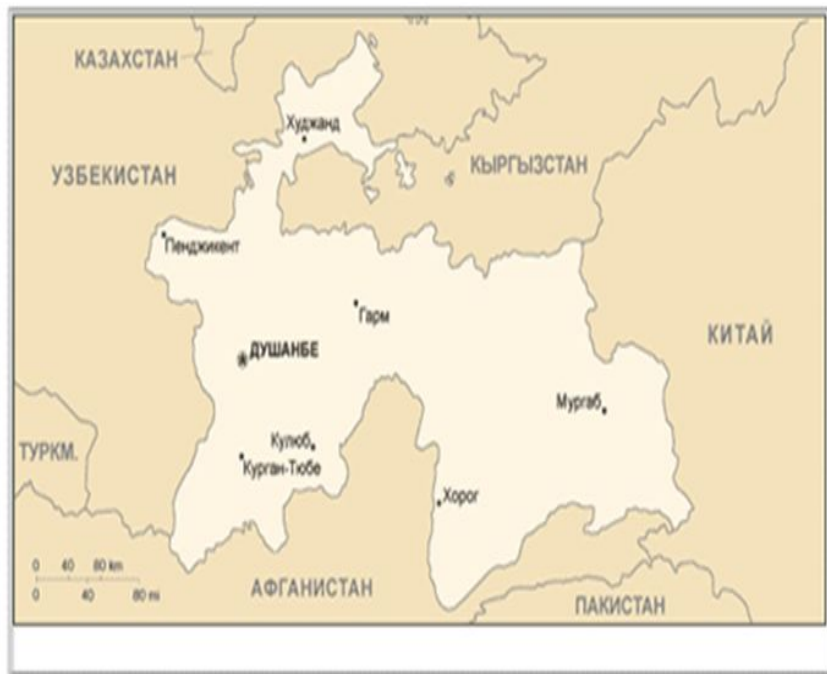 КАЗАХСТАН
Худжанд
КЫРГЫЗСТАН
УЗБЕКИСТАН
Пенджикент
Гарм
КИТАЙ
ДУШАНБЕ
Мургаб
Кулюб
ТУРКМ.
Курган-Тюбе
Хорог
0 40 80 km
0 40 80 mi
АФГАНИСТАН
ПАКИСТАН